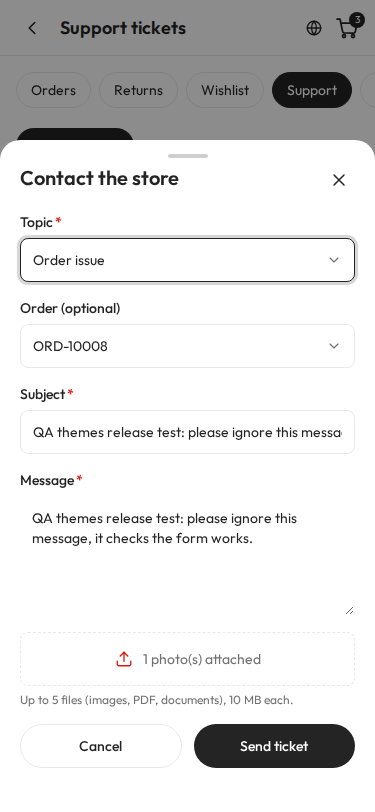 Support tickets
3
Orders
Returns
Wishlist
Support
Contact the store
Topic *
Order issue
Order (optional)
ORD-10008
Subject *
QA themes release test: please ignore this messa
Message *
QA themes release test: please ignore this
message, it checks the form works.
1 photo(s) attached
Up to 5 files (images, PDF, documents), 10 MB each.
Cancel
Send ticket